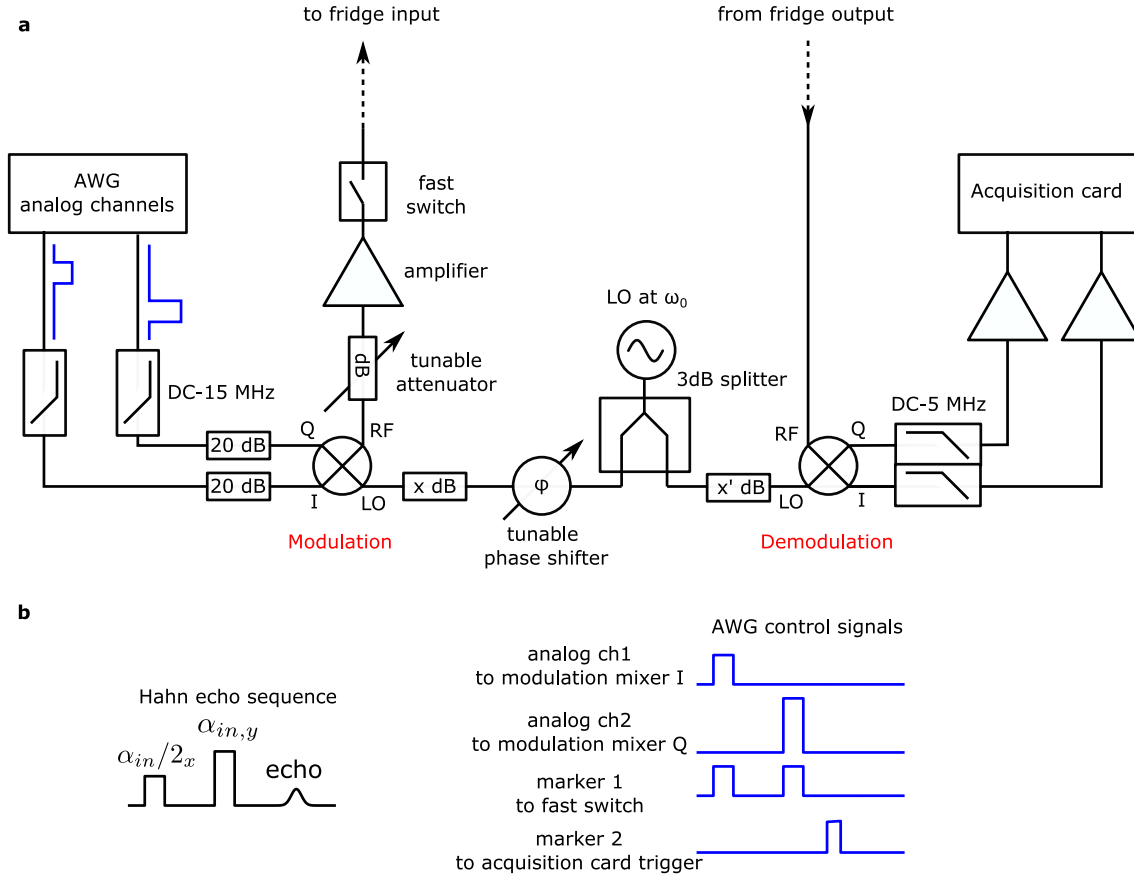 a
to fridge input
from fridge output
AWG
analog channels
fast
switch
Acquisition card
amplifier
LO at ω0
dB
tunable
attenuator
3dB splitter
DC-15 MHz
DC-5 MHz
Q
RF
RF
Q
20 dB
20 dB
I
LO
x dB
φ
x' dB
LO
I
Modulation
tunable
phase shifter
Demodulation
b
AWG control signals
analog ch1
to modulation mixer I
Hahn echo sequence
αin,y
analog ch2
to modulation mixer Q
αin/2x
echo
marker 1
to fast switch
marker 2
to acquisition card trigger